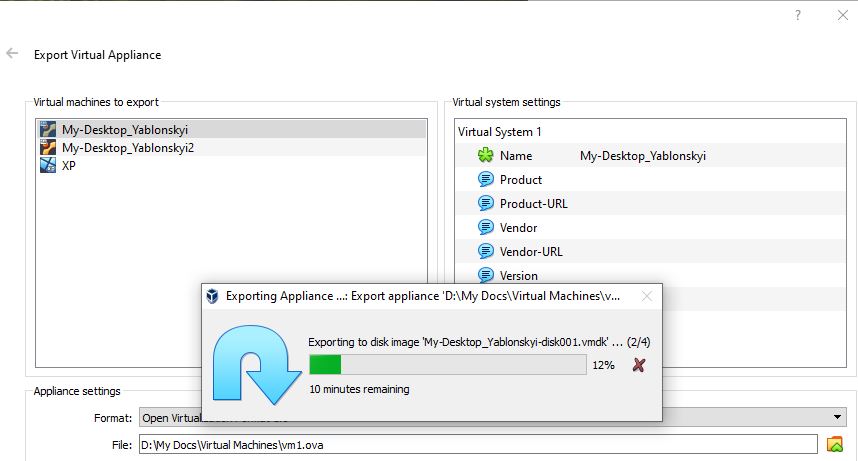 ?
Export Virtual Appliance
Virtual machines to export
Virtual system settings
My-Desktop_Yablonskyi
My-Desktop_Yablonskyi2
XP
Virtual System 1
Name My-Desktop_Yablonskyi
Product
Product-URL
Vendor
Vendor-URL
Version
Exporting Appliance ...: Export appliance 'D:\My Docs\Virtual Machines\v...
Exporting to disk image 'My-Desktop_Yablonskyi-disk001.vmdk' ... (2/4)
12%
10 minutes remaining
Appliance settings
Format: Open
File: D:\My Docs\Virtual Machines\vm1.ova